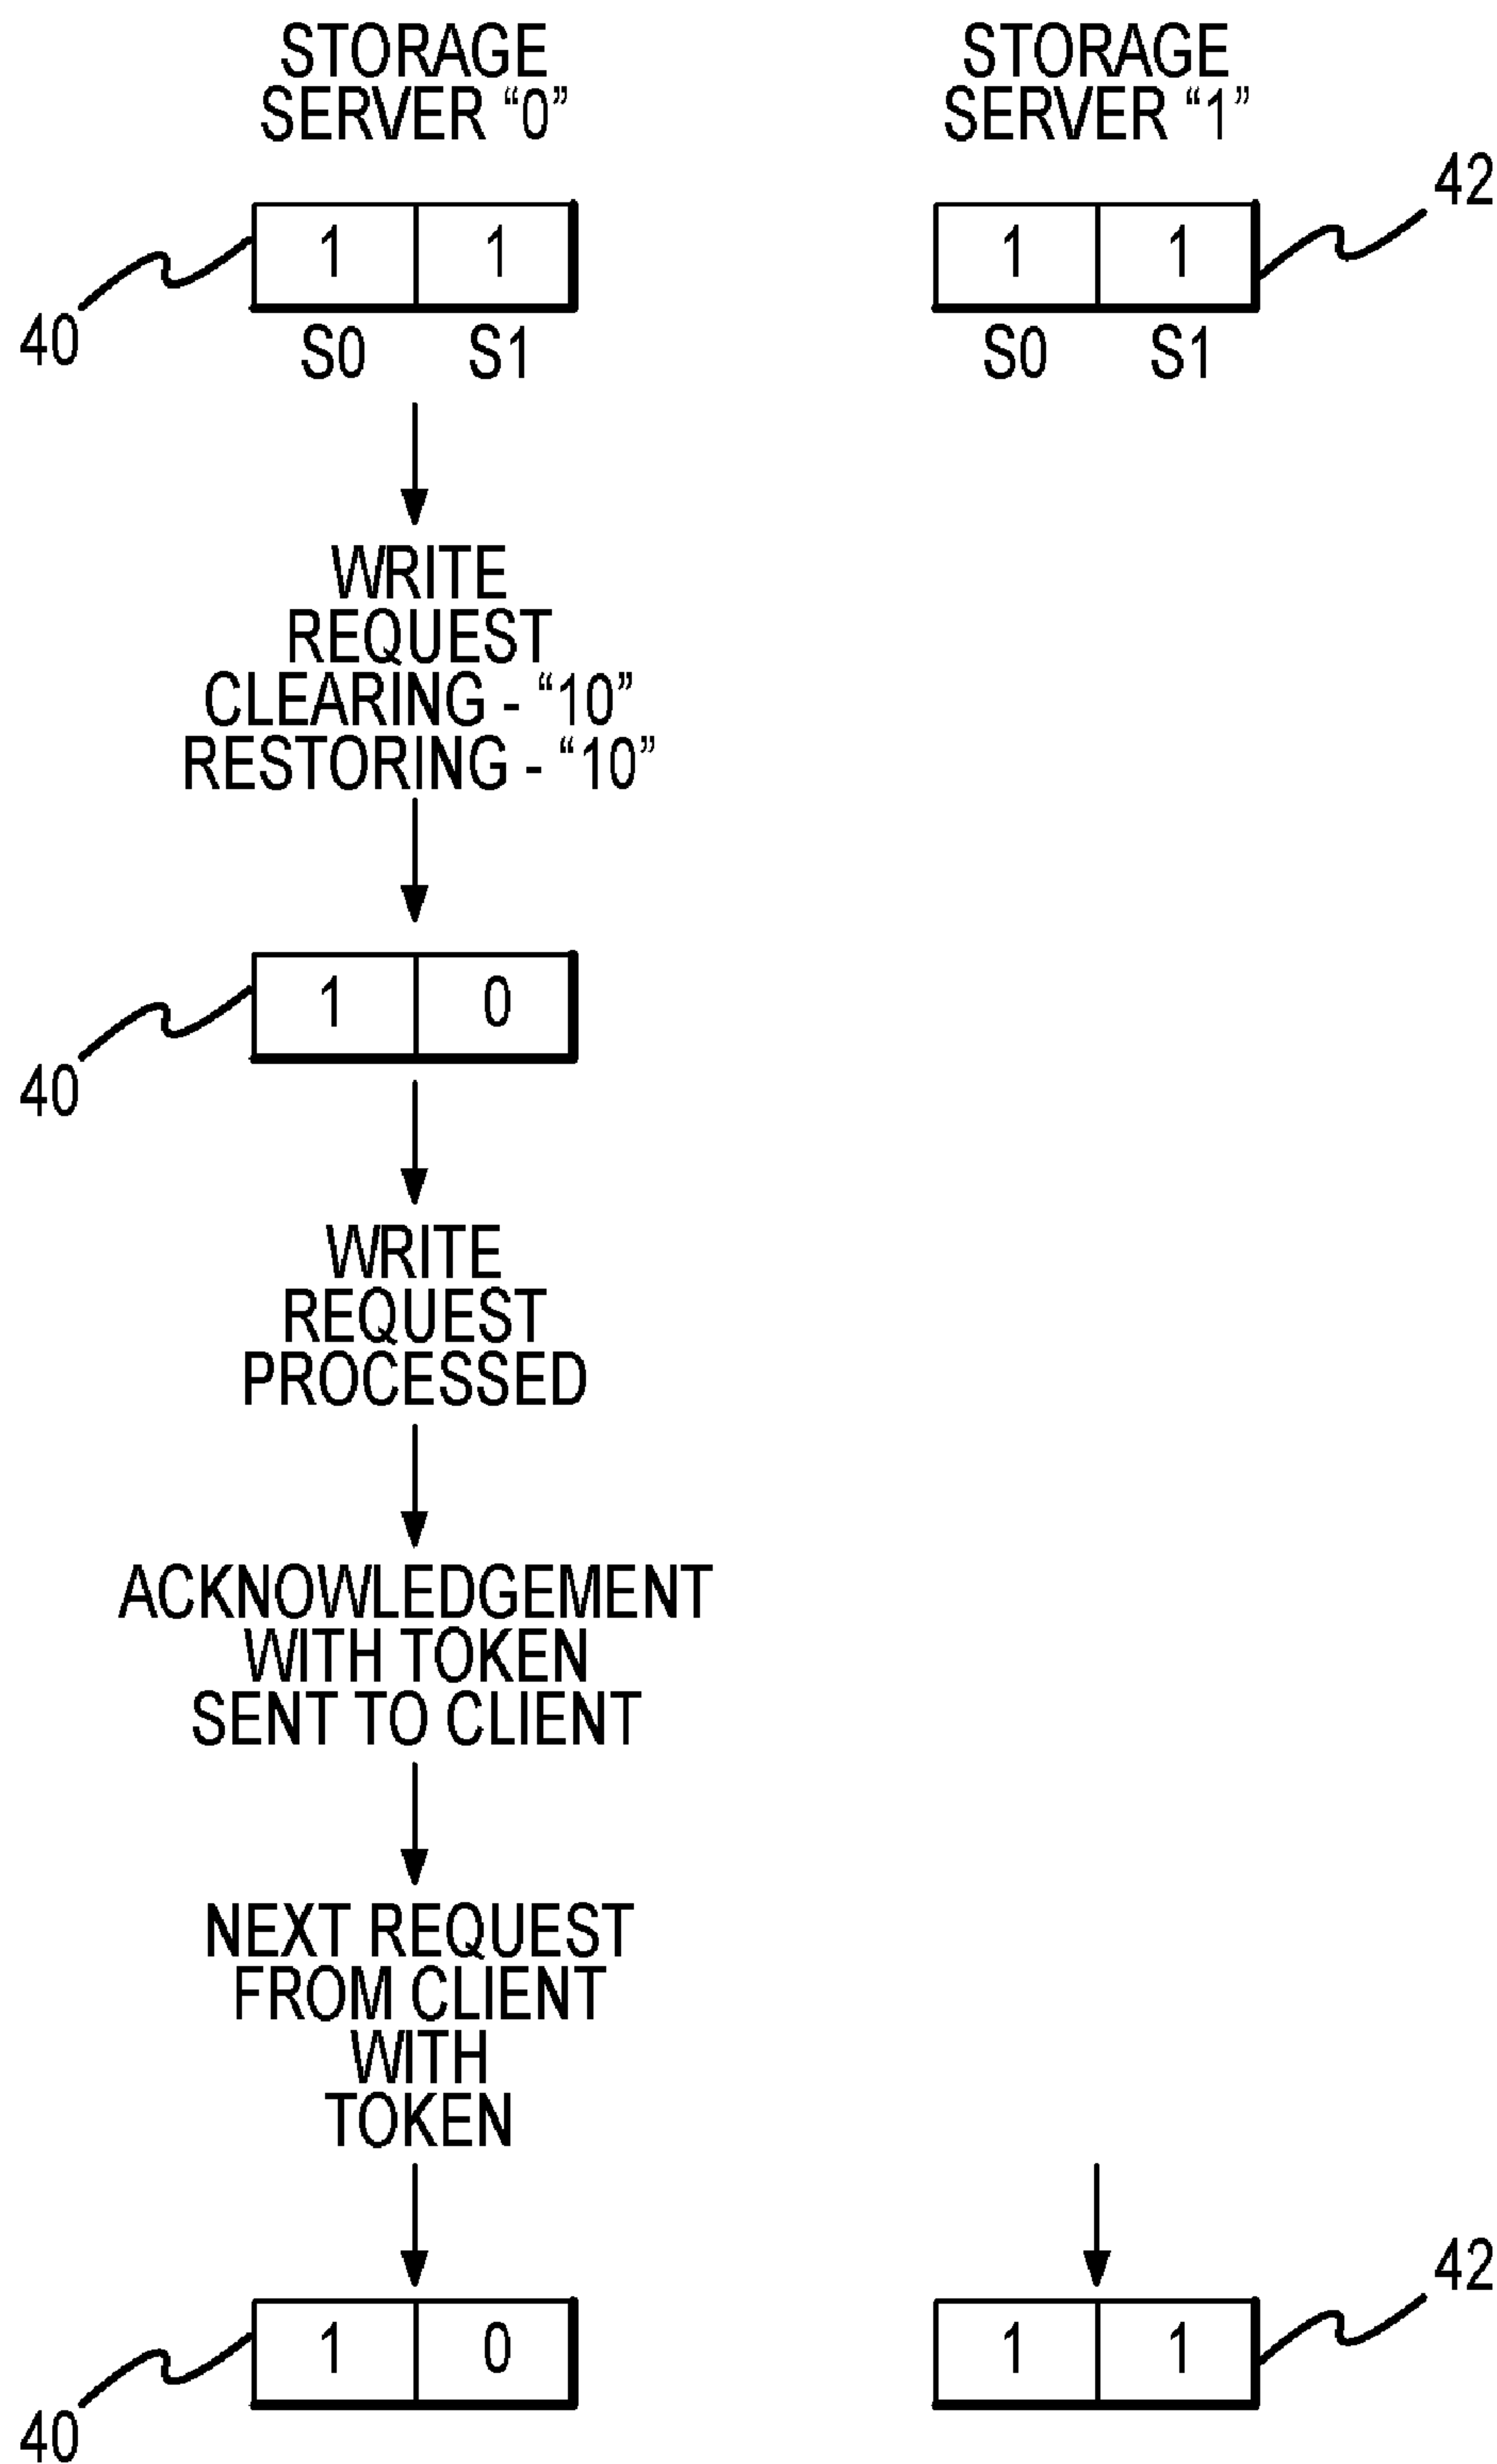 STORAGE
SERVER “0”
STORAGE
SERVER “1”
42
1 1
1 1
40
S0 S1
S0 S1
WRITE
REQUEST
CLEARING - “10”
RESTORING - “10”
1 0
40
WRITE
REQUEST
PROCESSED
ACKNOWLEDGEMENT
WITH TOKEN
SENT TO CLIENT
NEXT REQUEST
FROM CLIENT
WITH
TOKEN
42
1 0
1 1
40